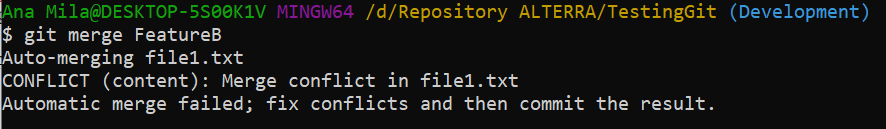 Ana Mila@DESKTOP-5S00K1V MINGW64 /d/Repository ALTERRA/TestingGit (Development)
$ git merge FeatureB
Auto-merging file1.txt
CONFLICT (content): Merge conflict in file1.txt
Automatic merge failed; fix conflicts and then commit the result.